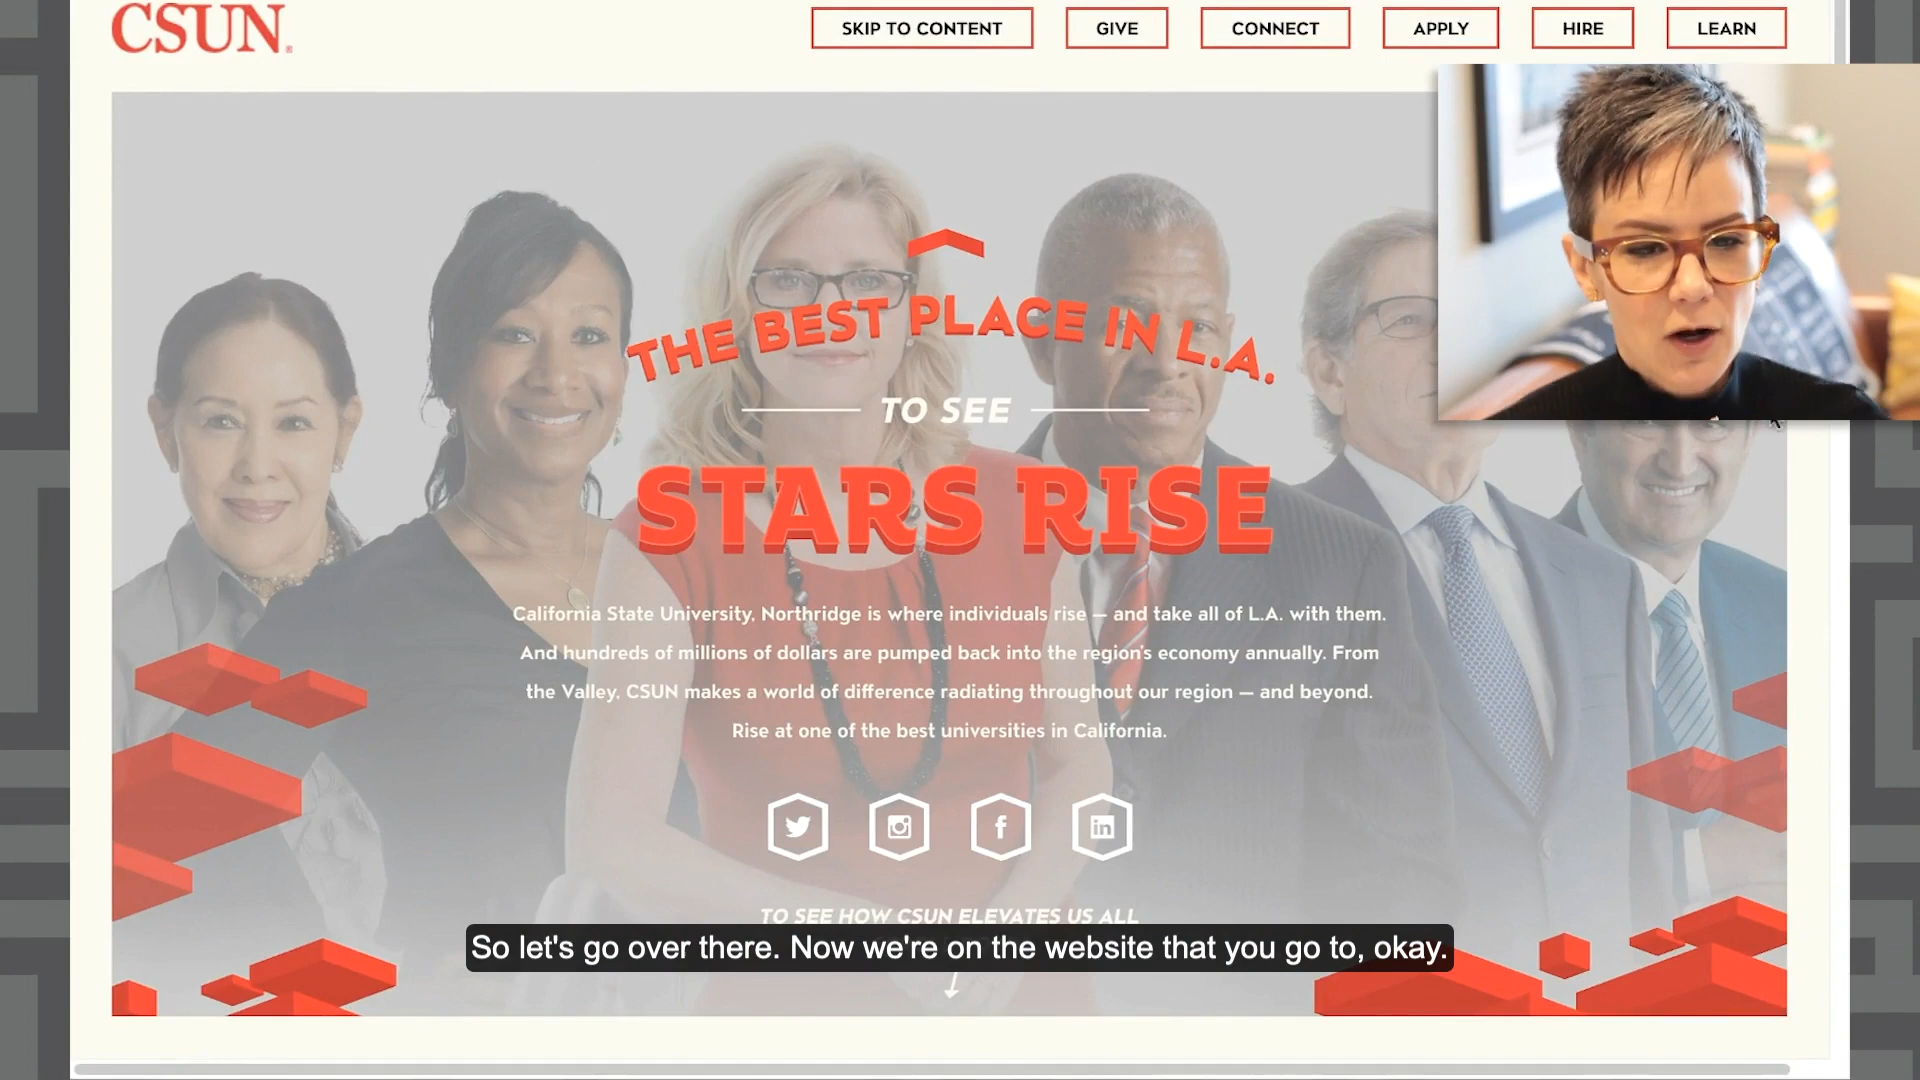 CSUN
SKIP TO CONTENT
GIVE
CONNECT
APPLY
HIRE
LEARN
THE BEST PLACE IN L.A.
TO SEE
STARS RISE
California State University, Northridge is where individuals rise — and take all of L.A. with them.
And hundreds of millions of dollars are pumped back into the region's economy annually. From
the Valley, CSUN makes a world of difference radiating throughout our region — and beyond.
Rise at one of the best universities in California.
TO SEE HOW CSUN ELEVATES US ALL
So let's go over there. Now we're on the website that you go to, okay.